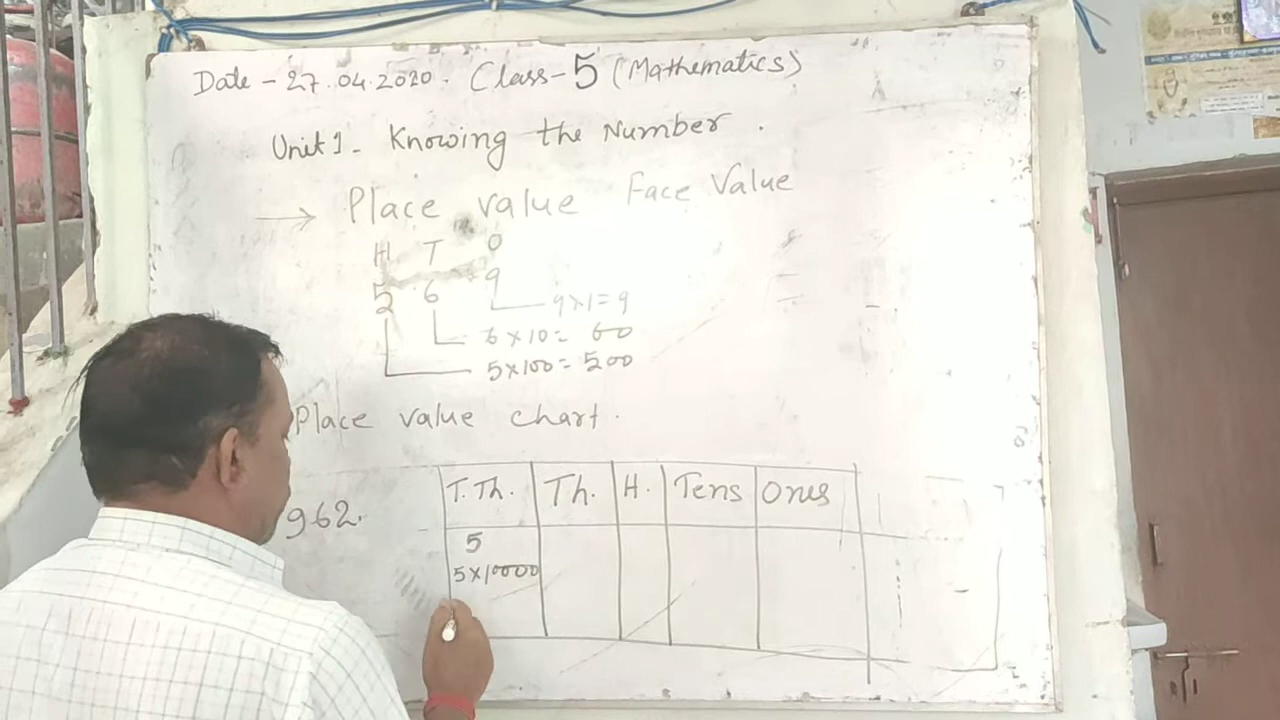 Date - 27.04.2020. Class-5 (Mathematics)
Unit 1- Knowing the Number.
→ Place value Face Value
H T O
5 6 9
9×1=9
6×10= 60
5×100= 500
Place value chart.
962.
T.Th. Th. H. Tens Ones
5
5×10000